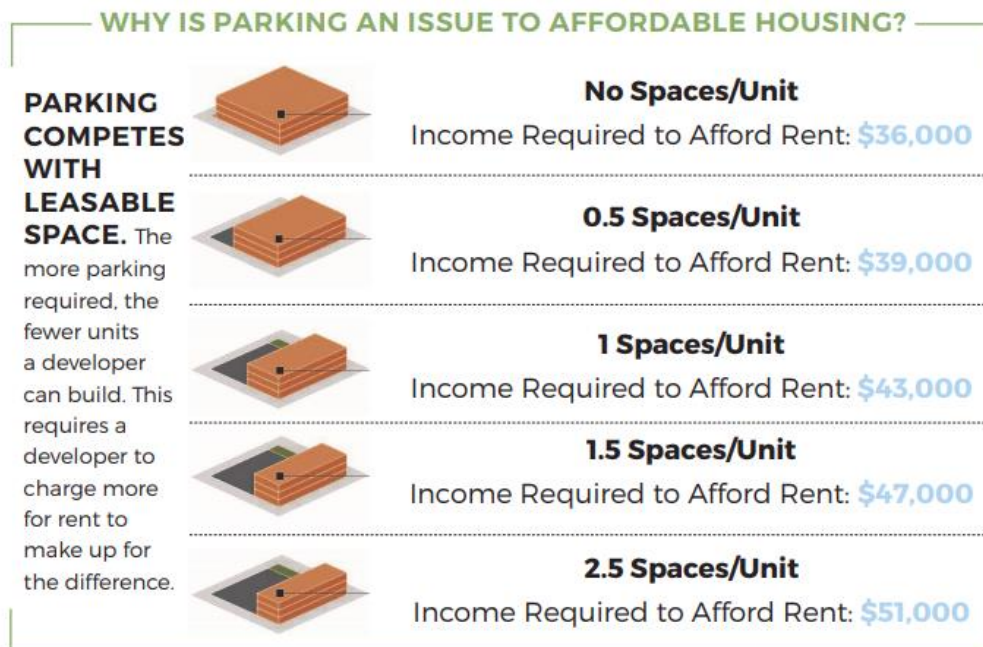 WHY IS PARKING AN ISSUE TO AFFORDABLE HOUSING?
PARKING
COMPETES
WITH
LEASABLE
SPACE. The
more parking
required, the
fewer units
a developer
can build. This
requires a
developer to
charge more
for rent to
make up for
the difference.
No Spaces/Unit
Income Required to Afford Rent: $36,000
0.5 Spaces/Unit
Income Required to Afford Rent: $39,000
1 Spaces/Unit
Income Required to Afford Rent: $43,000
1.5 Spaces/Unit
Income Required to Afford Rent: $47,000
2.5 Spaces/Unit
Income Required to Afford Rent: $51,000